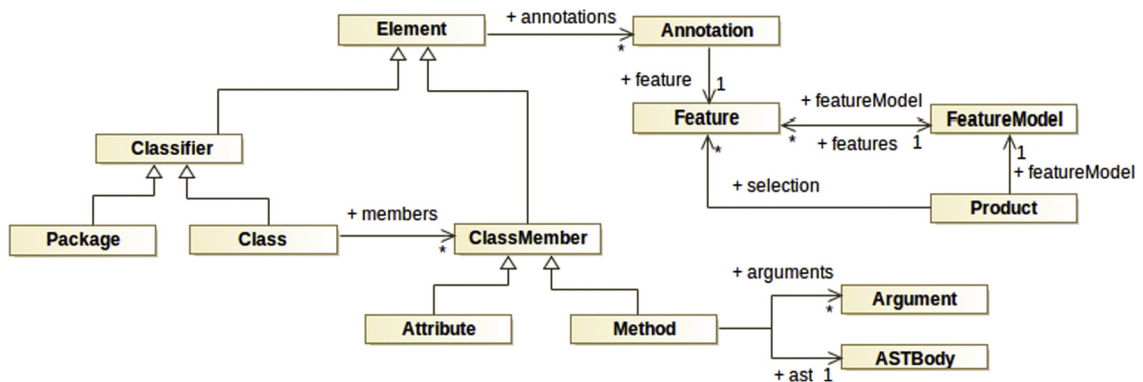 + annotations
Element
Annotation
*
+ feature
1
+ featureModel
Feature
FeatureModel
*
+ features
1
*
1
Classifier
+ featureModel
+ selection
Product
+ members
Package
Class
ClassMember
*
+ arguments
Argument
*
Attribute
Method
ASTBody
+ ast
1